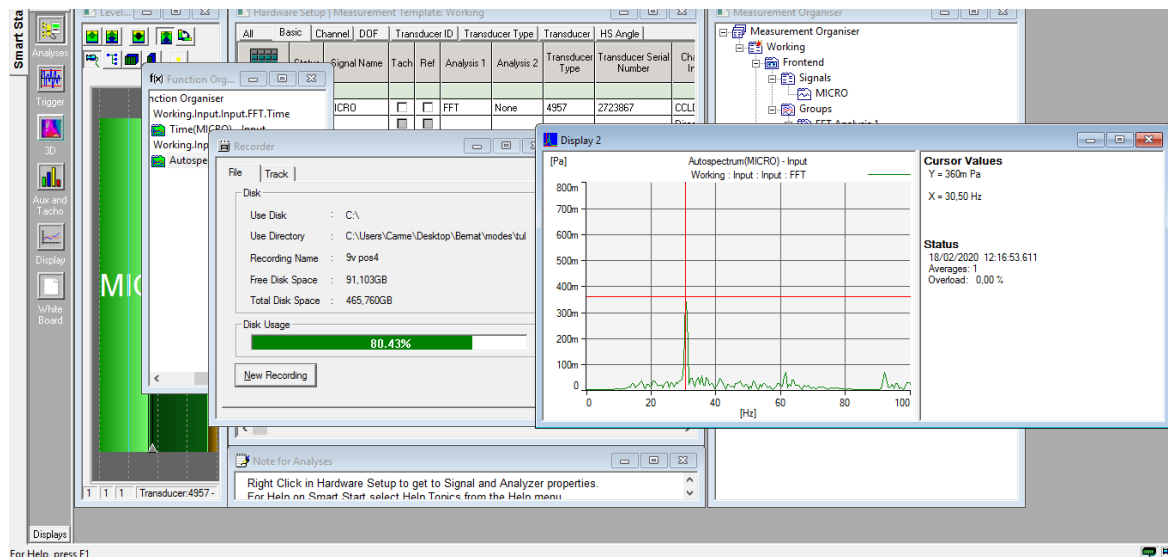 Smart Sta
Analyses
Trigger
3D
Aux and
Tacho
Display
White
Board
Displays
Level...
MIC
1 1 1 Transducer:4957 -
Hardware Setup | Measurement Template: Working
All Basic Channel DOF Transducer ID Transducer Type Transducer HS Angle
Status Signal Name Tach Ref Analysis 1 Analysis 2 Transducer Type Transducer Serial Number
MICRO FFT None 4957 2723867 CCLD
f(x) Function Org...
nction Organiser
Working.Input.Input.FFT.Time
Time(MICRO) - Input
Working.Inp
Autospe
Recorder
File Track
Disk
Use Disk : C:\
Use Directory : C:\Users\Carme\Desktop\Bernat\modes\tul
Recording Name : 9v pos4
Free Disk Space : 91,103GB
Total Disk Space : 465,760GB
Disk Usage
80.43%
New Recording
Measurement Organiser
Measurement Organiser
Working
Frontend
Signals
MICRO
Groups
FFT Analysis 1
Display 2
[Pa]
Autospectrum(MICRO) - Input
Working : Input : Input : FFT
800m
700m
600m
500m
400m
300m
200m
100m
0
0 20 40 60 80 100
[Hz]
Cursor Values
Y = 360m Pa
X = 30,50 Hz
Status
18/02/2020 12:16:53.611
Averages: 1
Overload: 0,00 %
Note for Analyses
Right Click in Hardware Setup to get to Signal and Analyzer properties.
For Help on Smart Start select Help Topics from the Help menu
For Help, press F1